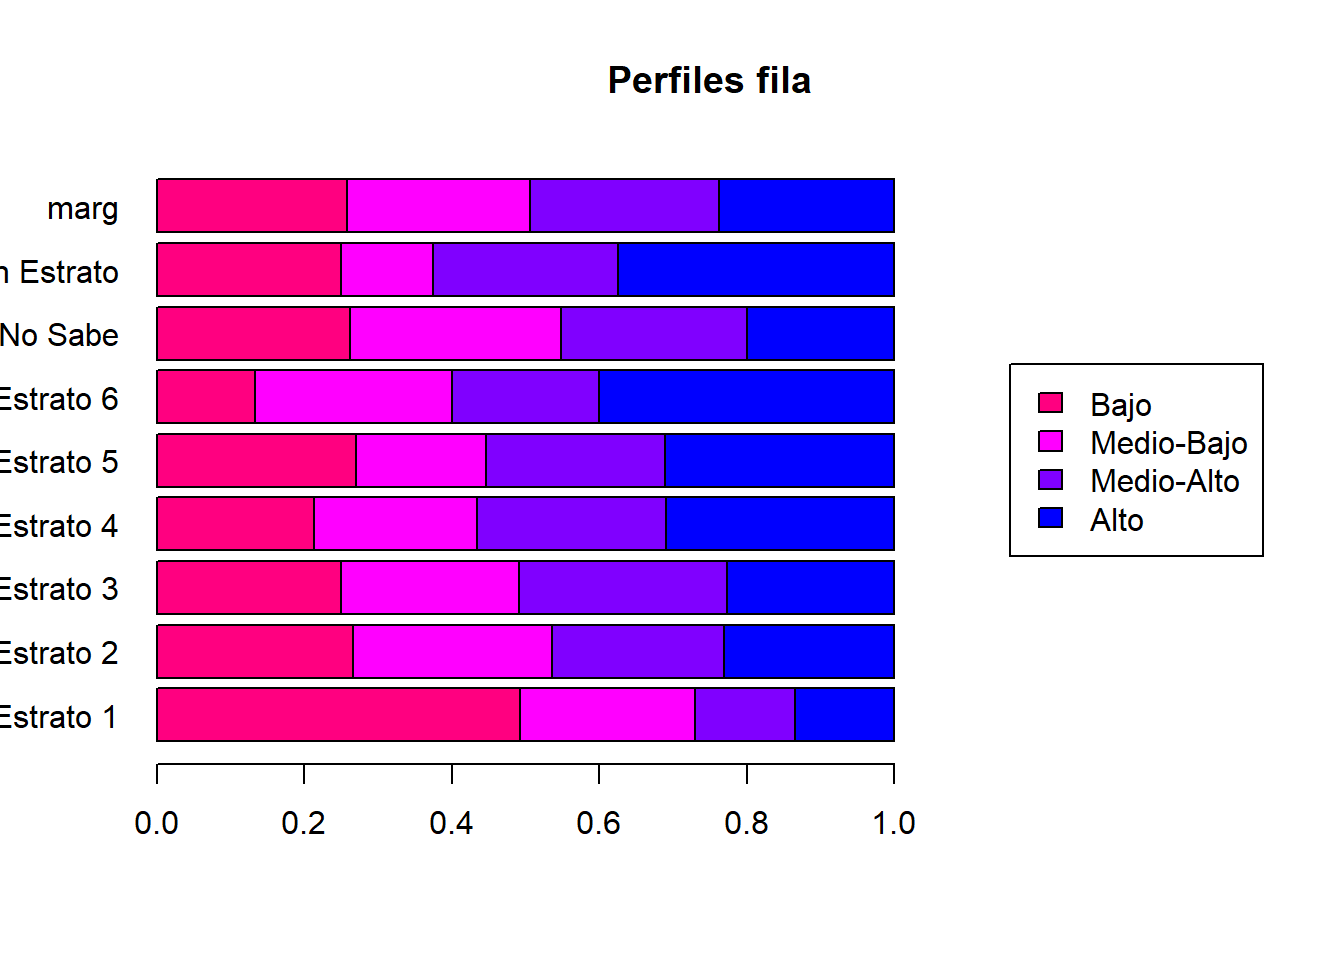 Perfiles fila
marg
n Estrato
No Sabe
Estrato 6
Estrato 5
Estrato 4
Estrato 3
Estrato 2
Estrato 1
0.0 0.2 0.4 0.6 0.8 1.0
Bajo
Medio-Bajo
Medio-Alto
Alto